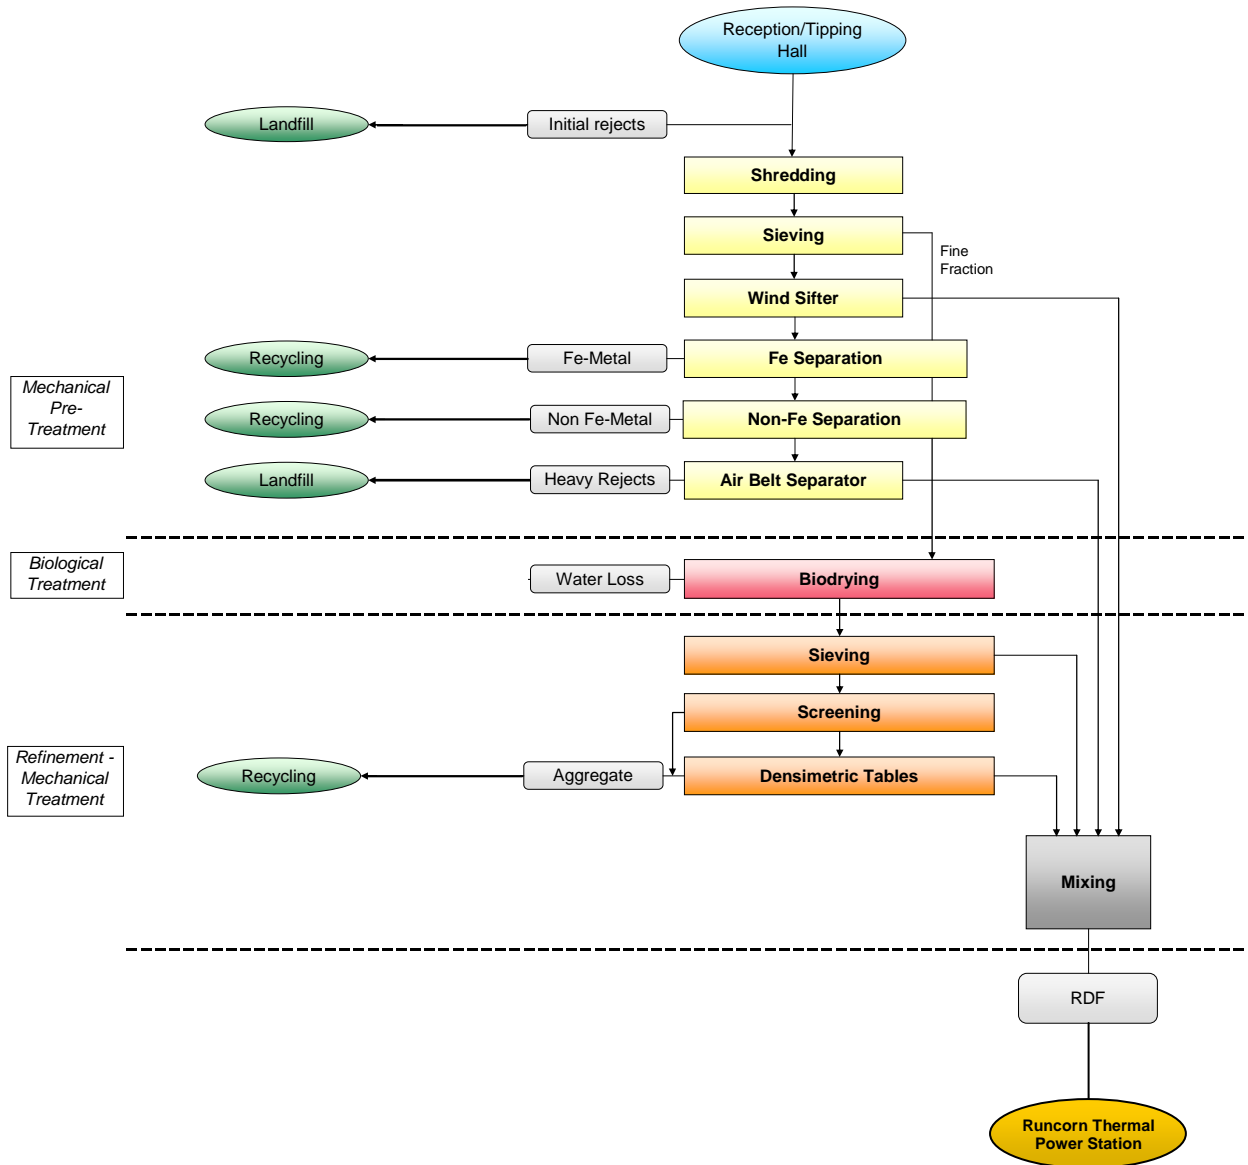 Reception/Tipping
Hall
Landfill
Initial rejects
Shredding
Sieving
Fine
Fraction
Wind Sifter
Recycling
Fe-Metal
Fe Separation
Mechanical
Pre-
Treatment
Recycling
Non Fe-Metal
Non-Fe Separation
Landfill
Heavy Rejects
Air Belt Separator
Biological
Treatment
Water Loss
Biodrying
Sieving
Screening
Refinement -
Mechanical
Treatment
Recycling
Aggregate
Densimetric Tables
Mixing
RDF
Runcorn Thermal
Power Station